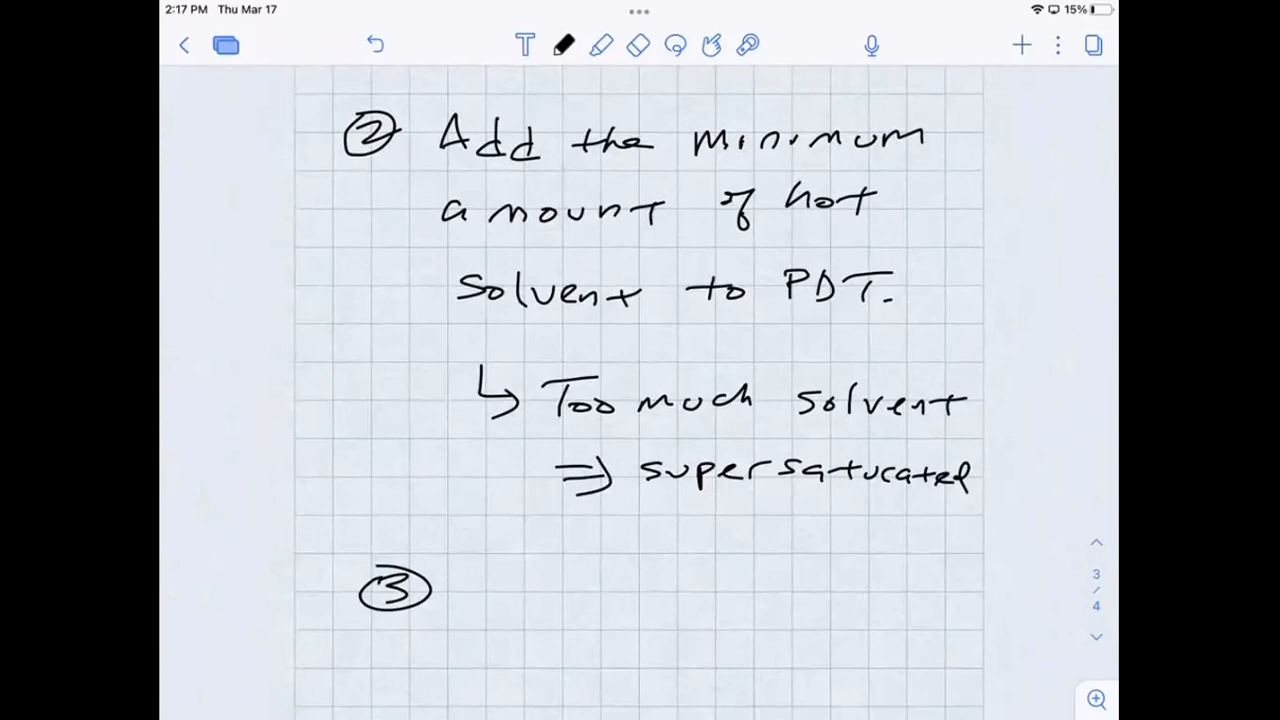 2:17 PM Thu Mar 17
15%
T
② Add the minimum
amount of hot
solvent to PDT.
↳ Too much solvent
⇒ supersaturated
③
3
/
4